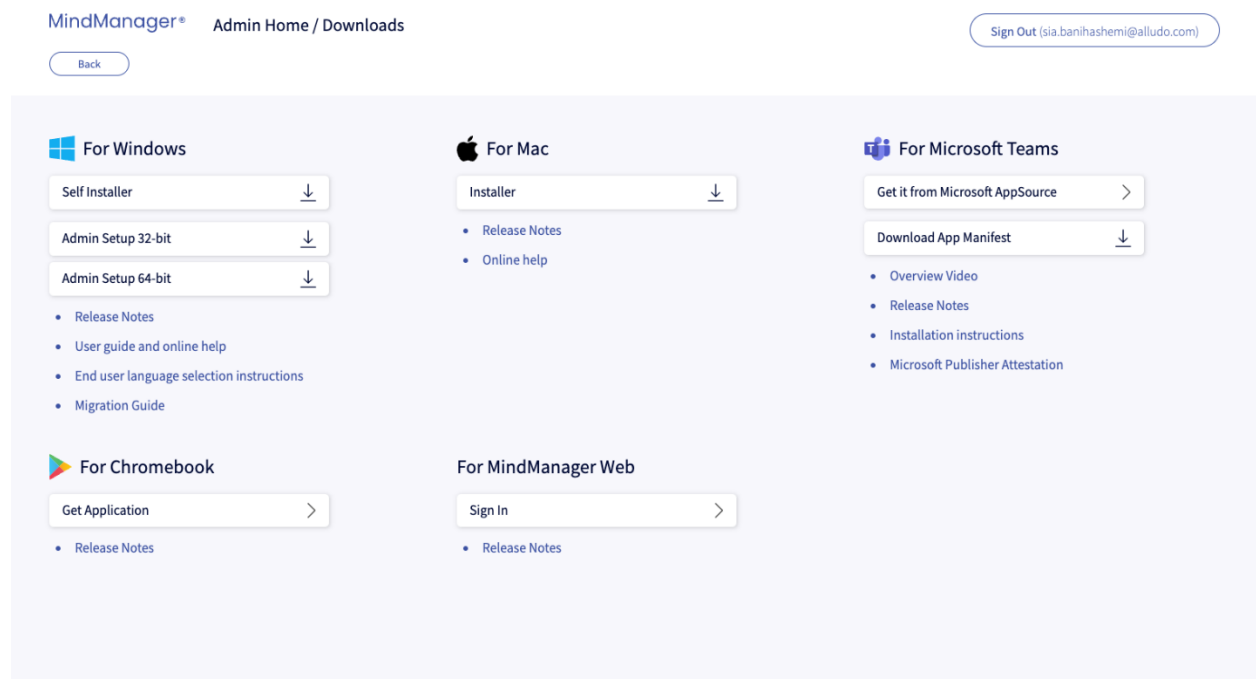 MindManager®
Admin Home / Downloads
Sign Out (sia.banihashemi@alludo.com)
Back
For Windows
Self Installer
Admin Setup 32-bit
Admin Setup 64-bit
Release Notes
User guide and online help
End user language selection instructions
Migration Guide
For Mac
Installer
Release Notes
Online help
For Microsoft Teams
Get it from Microsoft AppSource
Download App Manifest
Overview Video
Release Notes
Installation instructions
Microsoft Publisher Attestation
For Chromebook
Get Application
Release Notes
For MindManager Web
Sign In
Release Notes